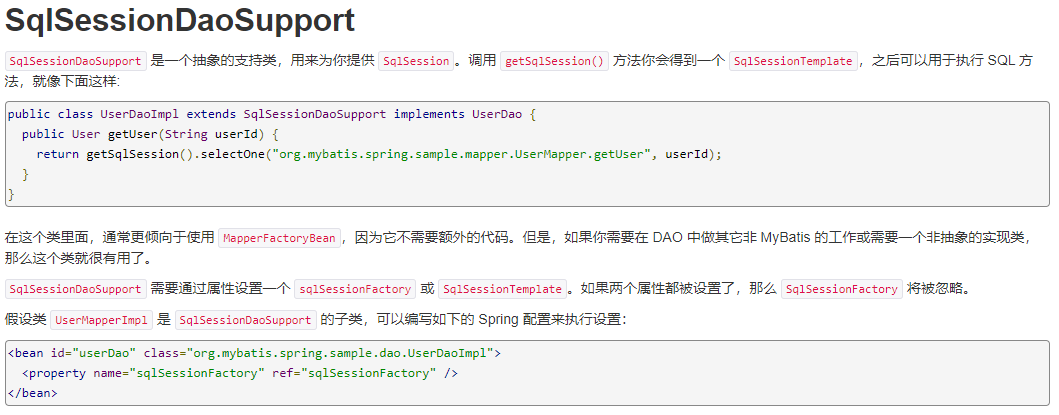 SqlSessionDaoSupport
SqlSessionDaoSupport 是一个抽象的支持类，用来为你提供 SqlSession。调用 getSqlSession() 方法你会得到一个 SqlSessionTemplate，之后可以用于执行 SQL 方
法，就像下面这样:
public class UserDaoImpl extends SqlSessionDaoSupport implements UserDao {
  public User getUser(String userId) {
    return getSqlSession().selectOne("org.mybatis.spring.sample.mapper.UserMapper.getUser", userId);
  }
}
在这个类里面，通常更倾向于使用 MapperFactoryBean，因为它不需要额外的代码。但是，如果你需要在 DAO 中做其它非 MyBatis 的工作或需要一个非抽象的实现类，
那么这个类就很有用了。
SqlSessionDaoSupport 需要通过属性设置一个 sqlSessionFactory 或 SqlSessionTemplate。如果两个属性都被设置了，那么 SqlSessionFactory 将被忽略。
假设类 UserMapperImpl 是 SqlSessionDaoSupport 的子类，可以编写如下的 Spring 配置来执行设置：
<bean id="userDao" class="org.mybatis.spring.sample.dao.UserDaoImpl">
  <property name="sqlSessionFactory" ref="sqlSessionFactory" />
</bean>